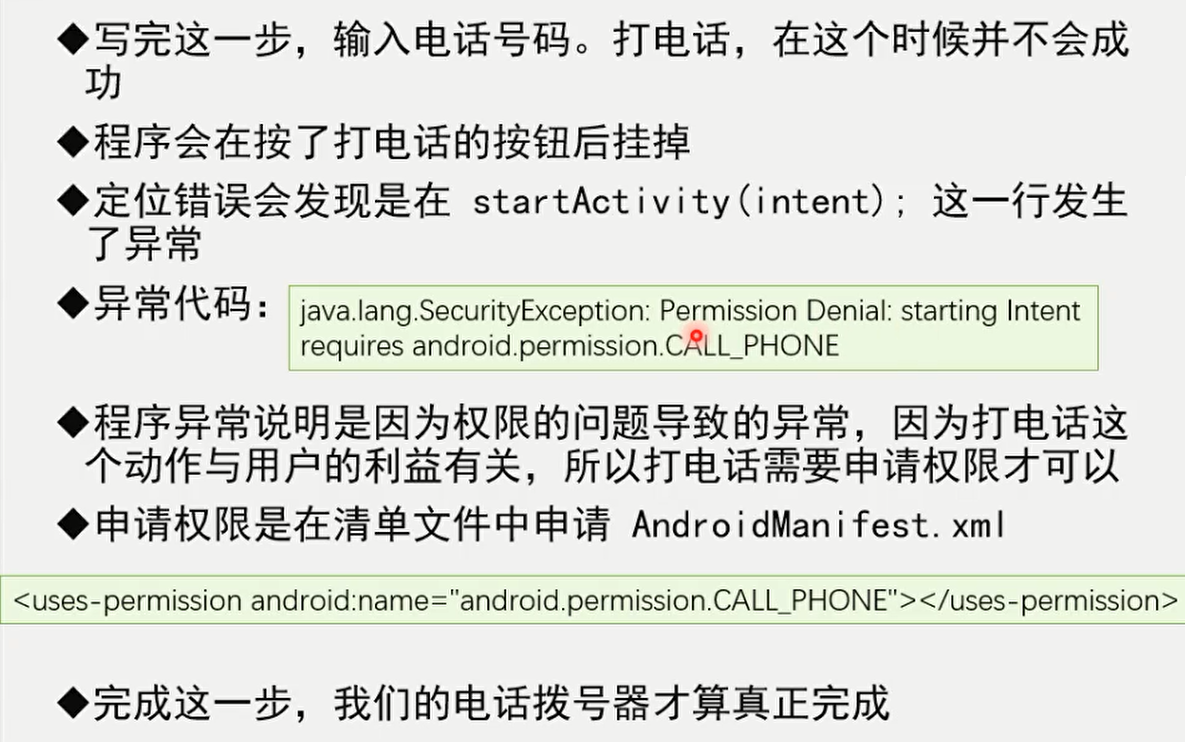 ◆写完这一步，输入电话号码。打电话，在这个时候并不会成
功
◆程序会在按了打电话的按钮后挂掉
◆定位错误会发现是在 startActivity(intent); 这一行发生
了异常
◆异常代码：
java.lang.SecurityException: Permission Denial: starting Intent
requires android.permission.CALL_PHONE
◆程序异常说明是因为权限的问题导致的异常，因为打电话这
个动作与用户的利益有关，所以打电话需要申请权限才可以
◆申请权限是在清单文件中申请 AndroidManifest.xml
<uses-permission android:name="android.permission.CALL_PHONE"></uses-permission>
◆完成这一步，我们的电话拨号器才算真正完成